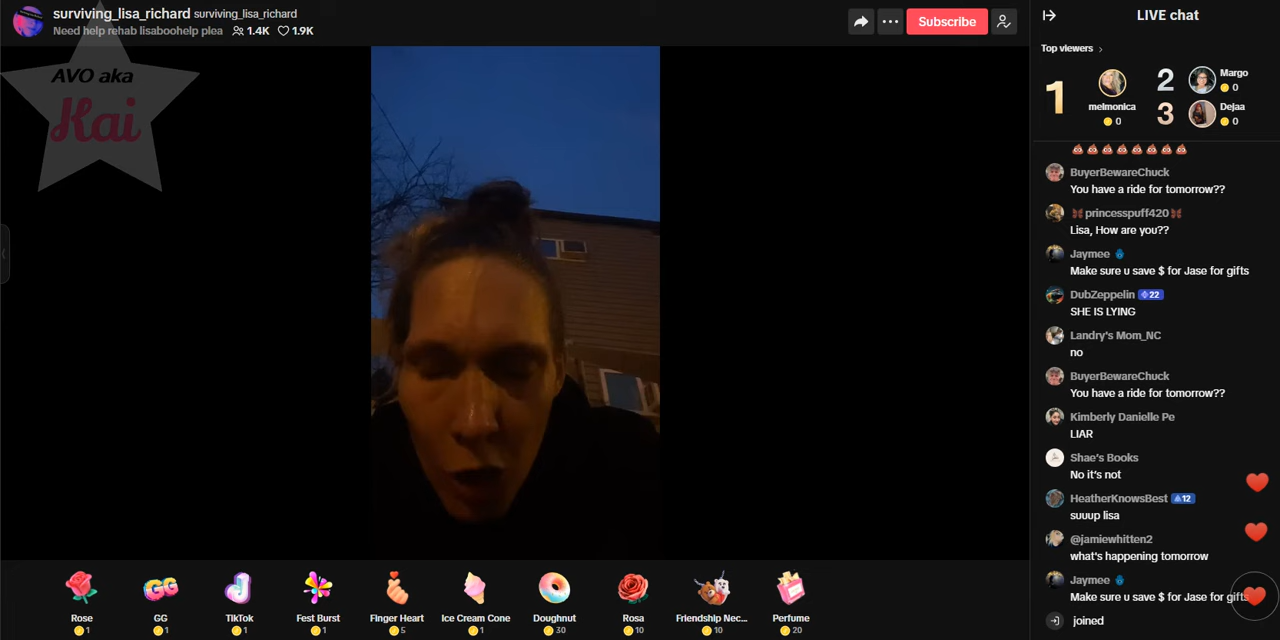 surviving_lisa_richard surviving_lisa_richard
Need help rehab lisaboohelp plea 1.4K 1.9K
Subscribe
AVO aka
Kai
LIVE chat
Top viewers
1
melmonica
0
2
Margo
0
3
Dejaa
0
BuyerBewareChuck
You have a ride for tomorrow??
princesspuff420
Lisa, How are you??
Jaymee
Make sure u save $ for Jase for gifts
DubZeppelin 22
SHE IS LYING
Landry's Mom_NC
no
BuyerBewareChuck
You have a ride for tomorrow??
Kimberly Danielle Pe
LIAR
Shae's Books
No it's not
HeatherKnowsBest 12
suuup lisa
@jamiewhitten2
what's happening tomorrow
Jaymee
Make sure u save $ for Jase for gifts
joined
GG
Rose
1
GG
1
TikTok
1
Fest Burst
1
Finger Heart
5
Ice Cream Cone
1
Doughnut
30
Rosa
10
Friendship Nec...
10
Perfume
20